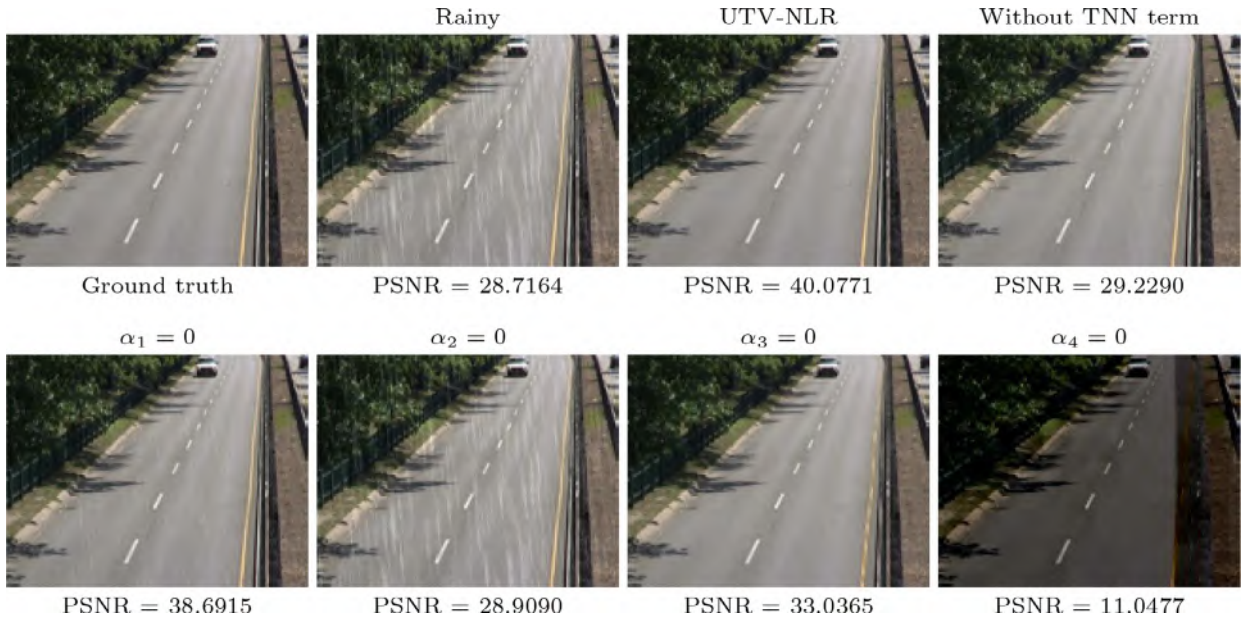 Rainy UTV-NLR Without TNN term
Ground truth PSNR = 28.7164 PSNR = 40.0771 PSNR = 29.2290
α₁ = 0 α₂ = 0 α₃ = 0 α₄ = 0
PSNR = 38.6915 PSNR = 28.9090 PSNR = 33.0365 PSNR = 11.0477